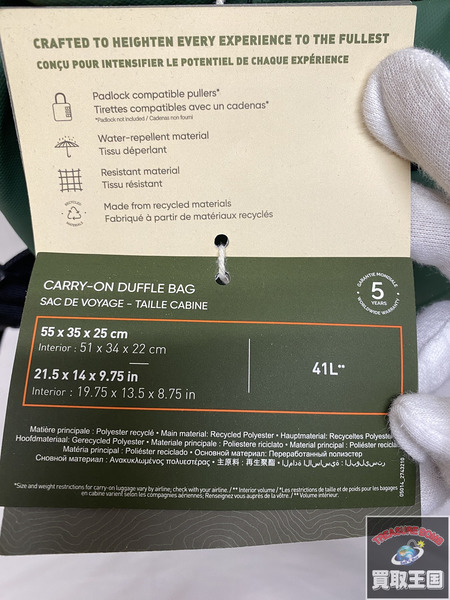 CRAFTED TO HEIGHTEN EVERY EXPERIENCE TO THE FULLEST
CONÇU POUR INTENSIFIER LE POTENTIEL DE CHAQUE EXPÉRIENCE
Padlock compatible pullers*
Tirettes compatibles avec un cadenas*
*Padlock not included / Cadenas non fourni
Water-repellent material
Tissu déperlant
Resistant material
Tissu résistant
RECYCLED
MATERIALS
Made from recycled materials
Fabriqué à partir de matériaux recyclés
CARRY-ON DUFFLE BAG
SAC DE VOYAGE - TAILLE CABINE
GARANTIE MONDIALE
5
YEARS
WORLDWIDE WARRANTY
55 x 35 x 25 cm
Interior : 51 x 34 x 22 cm
21.5 x 14 x 9.75 in
Interior : 19.75 x 13.5 x 8.75 in
41L**
Matière principale : Polyester recyclé • Main material: Recycled Polyester • Hauptmaterial: Recyceltes Polyester
Hoofdmateriaal: Gerecycled Polyester • Materiale principale: Poliestere riciclato • Material principal: Poliéster reciclado
Matéria principal: Poliéster reciclado • Основной материал: Переработанный полиэстер
Основной материал: Ανακυκλωμένος πολυεστέρας • 主原料 : 再生聚酯 • المادة الأساسية : البوليستر
*Size and weight restrictions for carry-on luggage vary by airline; check with your airline. / ** Interior volume / *Les restrictions de taille et de poids pour les bagages
en cabine varient selon les compagnies aériennes; Renseignez vous auprès de la vôtre. / ** Volume intérieur.
TREASURE BOMB
買取王国